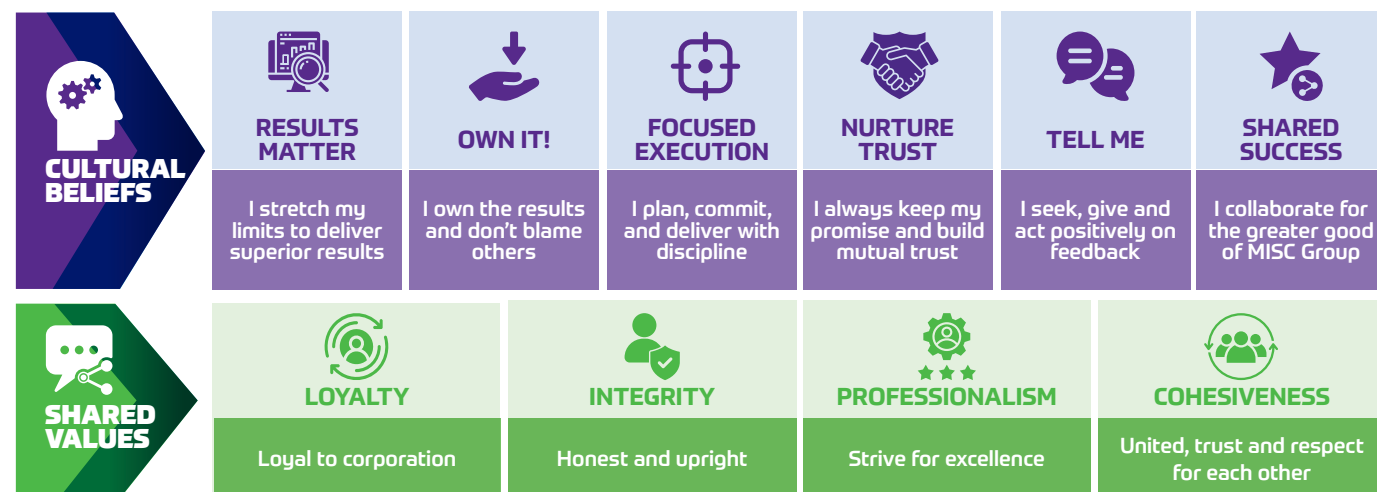 CULTURAL
BELIEFS
RESULTS
MATTER
I stretch my
limits to deliver
superior results
OWN IT!
I own the results
and don't blame
others
FOCUSED
EXECUTION
I plan, commit,
and deliver with
discipline
NURTURE
TRUST
I always keep my
promise and build
mutual trust
TELL ME
I seek, give and
act positively on
feedback
SHARED
SUCCESS
I collaborate for
the greater good
of MISC Group
SHARED
VALUES
LOYALTY
Loyal to corporation
INTEGRITY
Honest and upright
PROFESSIONALISM
Strive for excellence
COHESIVENESS
United, trust and respect
for each other